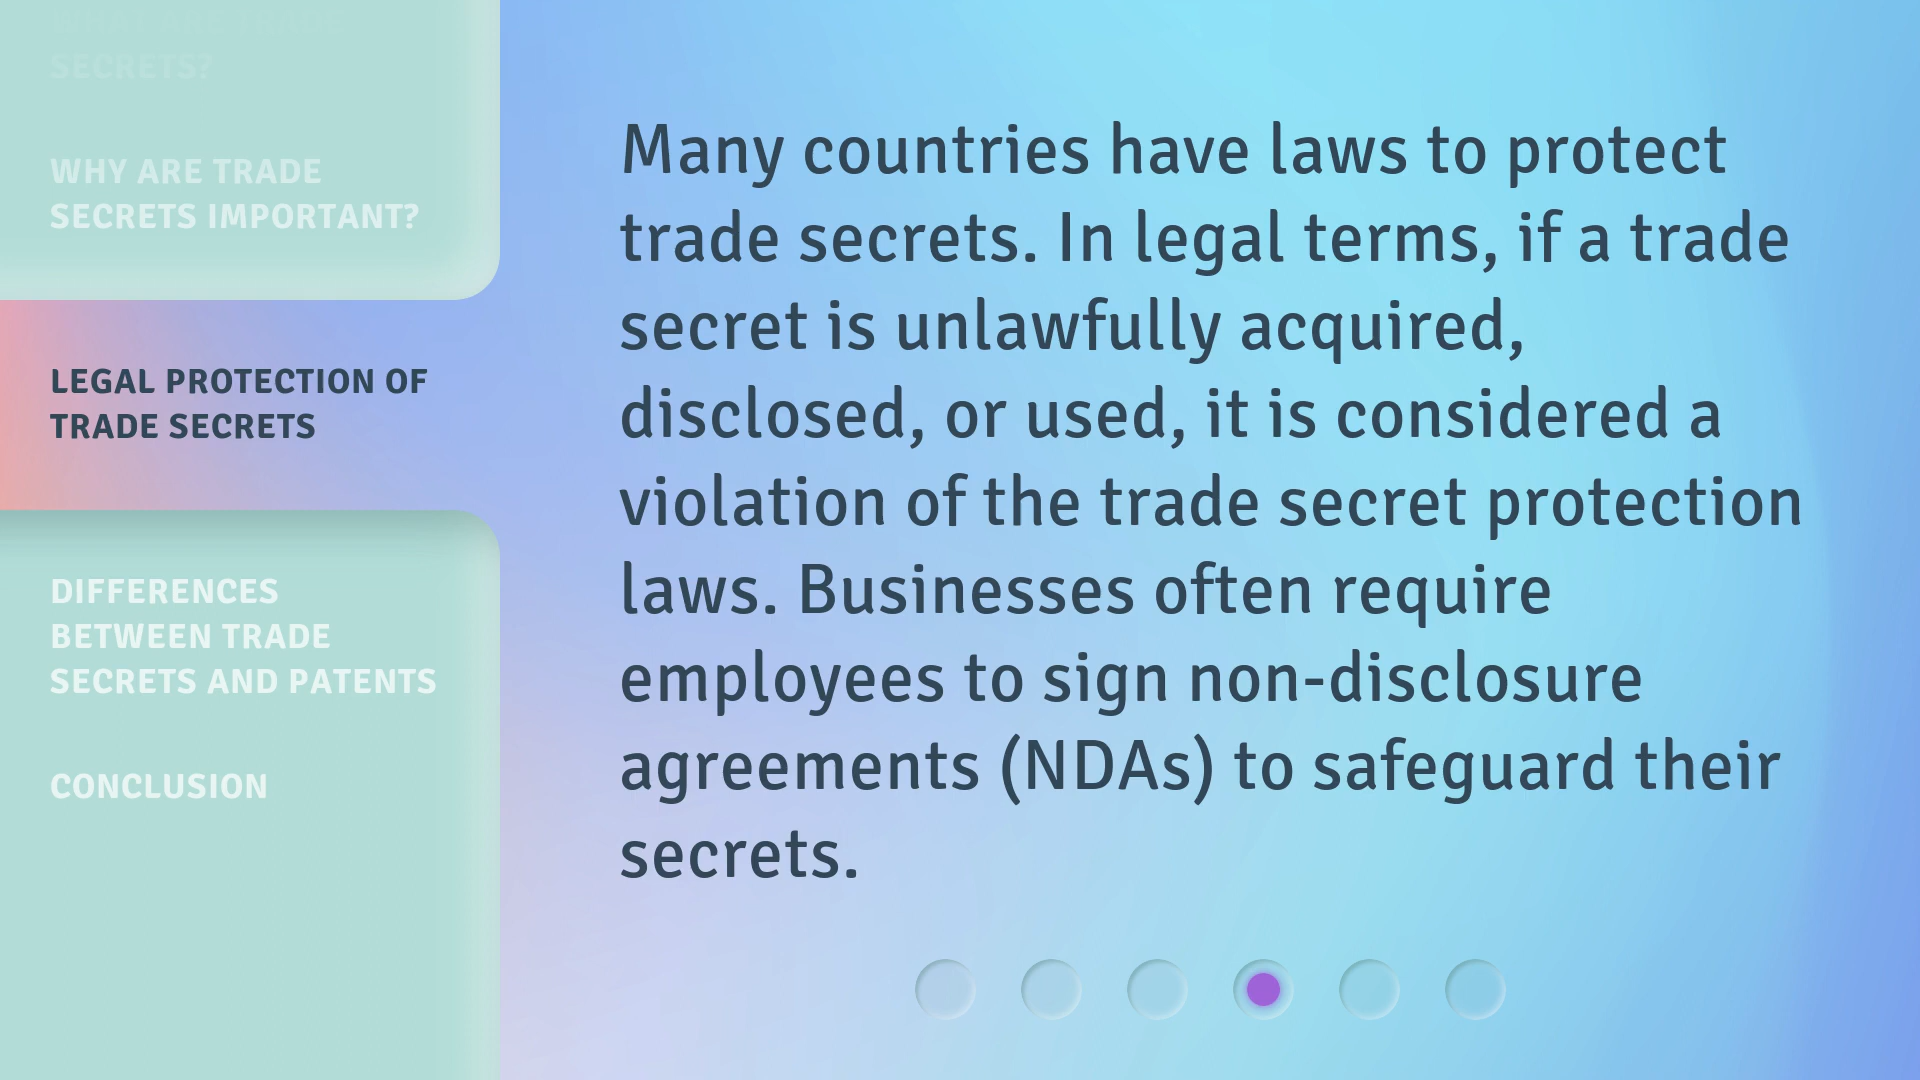 SECRETS?
WHY ARE TRADE
SECRETS IMPORTANT?
LEGAL PROTECTION OF
TRADE SECRETS
DIFFERENCES
BETWEEN TRADE
SECRETS AND PATENTS
CONCLUSION
Many countries have laws to protect
trade secrets. In legal terms, if a trade
secret is unlawfully acquired,
disclosed, or used, it is considered a
violation of the trade secret protection
laws. Businesses often require
employees to sign non-disclosure
agreements (NDAs) to safeguard their
secrets.